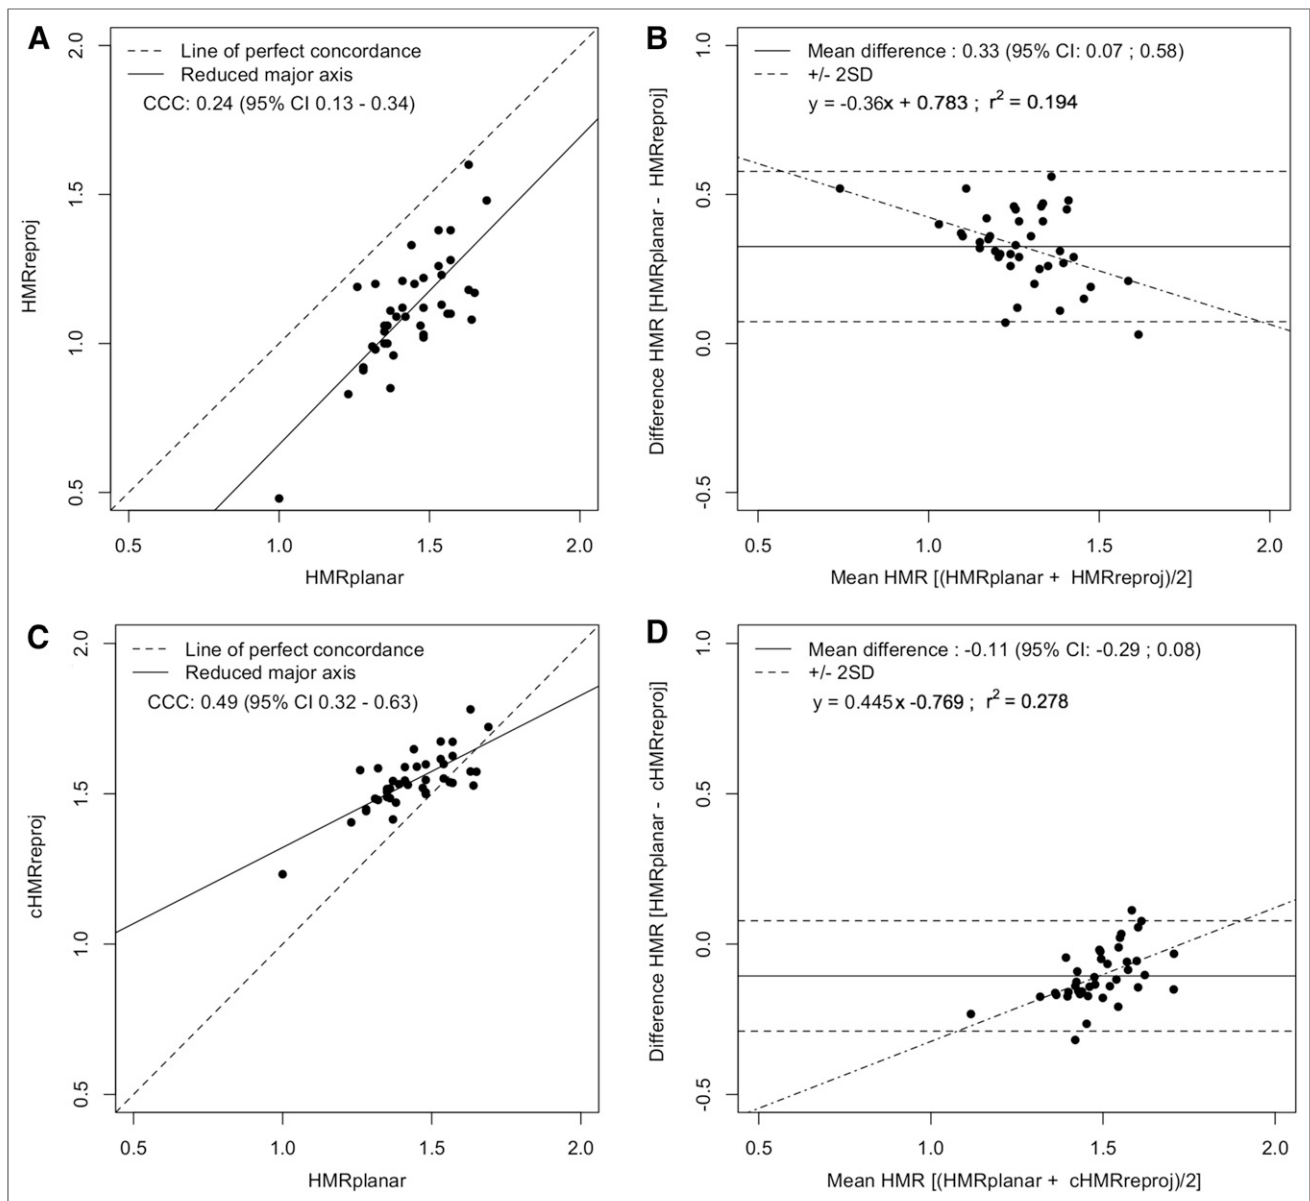 A
Line of perfect concordance
Reduced major axis
CCC: 0.24 (95% CI 0.13 - 0.34)
HMRreproj
2.0
1.5
1.0
0.5
0.5 1.0 1.5 2.0
HMRplanar
B
Mean difference : 0.33 (95% CI: 0.07 ; 0.58)
+/- 2SD
y = -0.36x + 0.783 ; r² = 0.194
Difference HMR [HMRplanar - HMRreproj]
1.0
0.5
0.0
-0.5
0.5 1.0 1.5 2.0
Mean HMR [(HMRplanar + HMRreproj)/2]
C
Line of perfect concordance
Reduced major axis
CCC: 0.49 (95% CI 0.32 - 0.63)
cHMRreproj
2.0
1.5
1.0
0.5
0.5 1.0 1.5 2.0
HMRplanar
D
Mean difference : -0.11 (95% CI: -0.29 ; 0.08)
+/- 2SD
y = 0.445x -0.769 ; r² = 0.278
Difference HMR [HMRplanar - cHMRreproj]
1.0
0.5
0.0
-0.5
0.5 1.0 1.5 2.0
Mean HMR [(HMRplanar + cHMRreproj)/2]